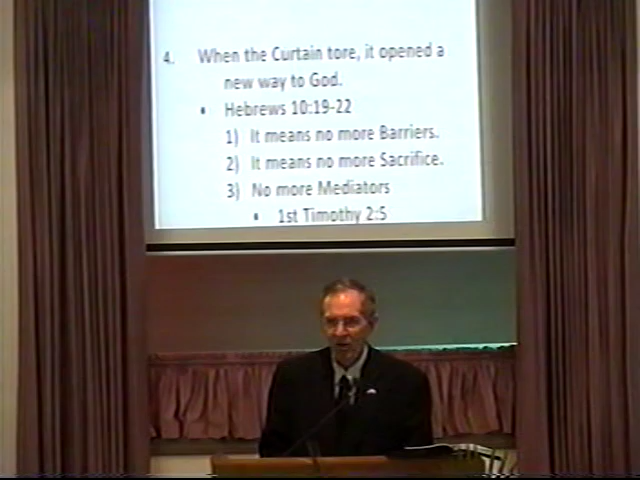 4. When the Curtain tore, it opened a
new way to God.
• Hebrews 10:19-22
1) It means no more Barriers.
2) It means no more Sacrifice.
3) No more Mediators
• 1st Timothy 2:5